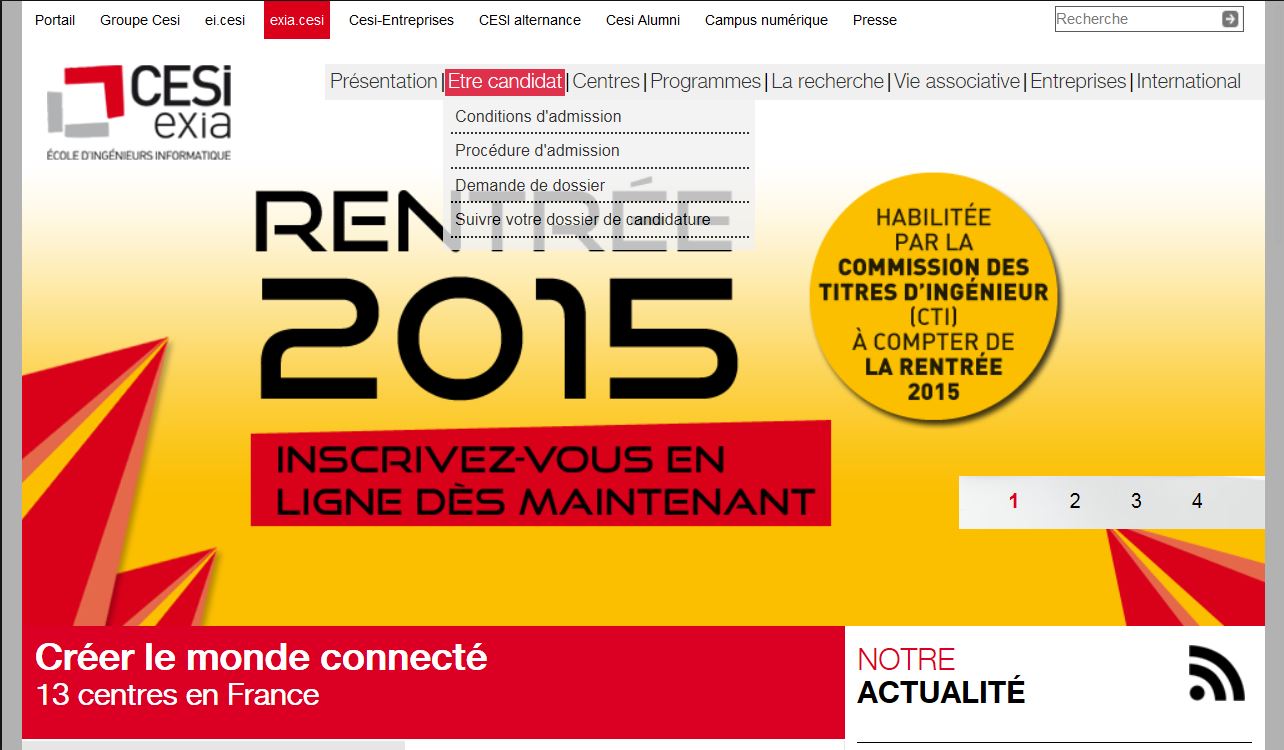 Portail Groupe Cesi ei.cesi exia.cesi Cesi-Entreprises CESI alternance Cesi Alumni Campus numérique Presse Recherche
CESi
exia
ÉCOLE D'INGÉNIEURS INFORMATIQUE
Présentation | Etre candidat | Centres | Programmes | La recherche | Vie associative | Entreprises | International
Conditions d'admission
Procédure d'admission
Demande de dossier
Suivre votre dossier de candidature
RENTRÉE
2015
INSCRIVEZ-VOUS EN
LIGNE DÈS MAINTENANT
HABILITÉE
PAR LA
COMMISSION DES
TITRES D'INGÉNIEUR
(CTI)
À COMPTER DE
LA RENTRÉE
2015
1 2 3 4
Créer le monde connecté
13 centres en France
NOTRE
ACTUALITÉ